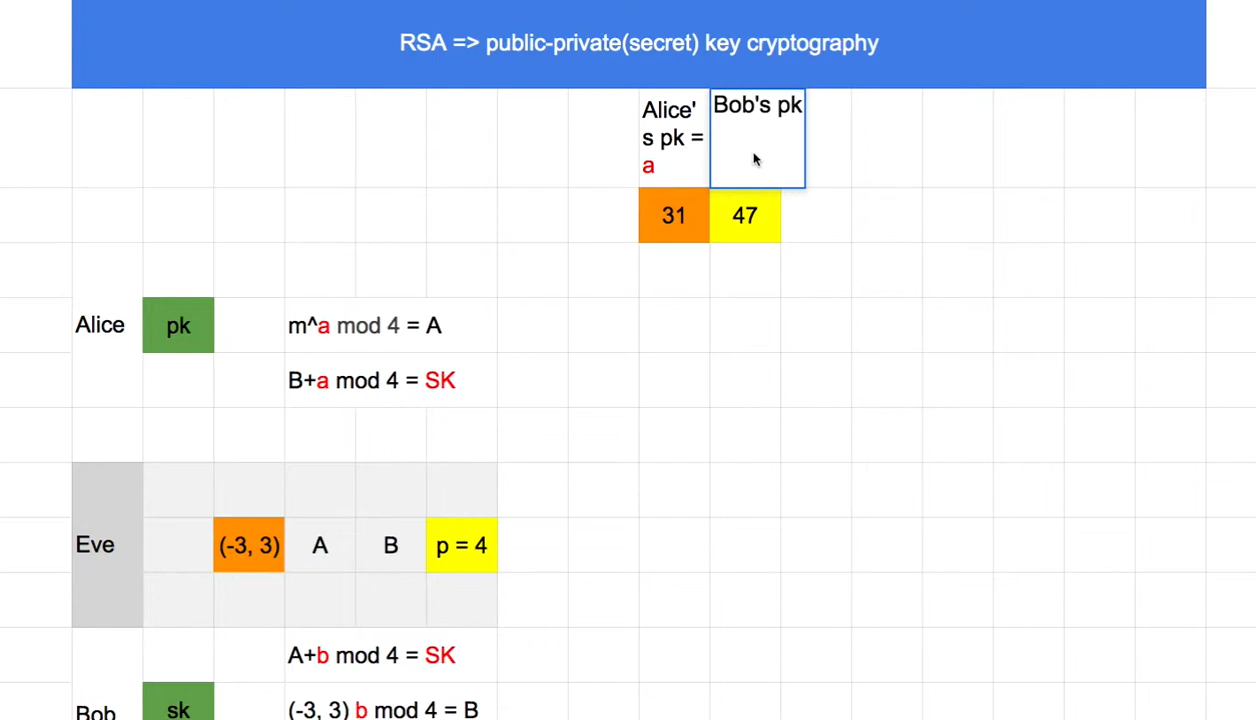 RSA => public-private(secret) key cryptography
Alice'
s pk =
a
Bob's pk
31
47
Alice
pk
m^a mod 4 = A
B+a mod 4 = SK
Eve
(-3, 3)
A
B
p = 4
A+b mod 4 = SK
Bob
sk
(-3, 3) b mod 4 = B